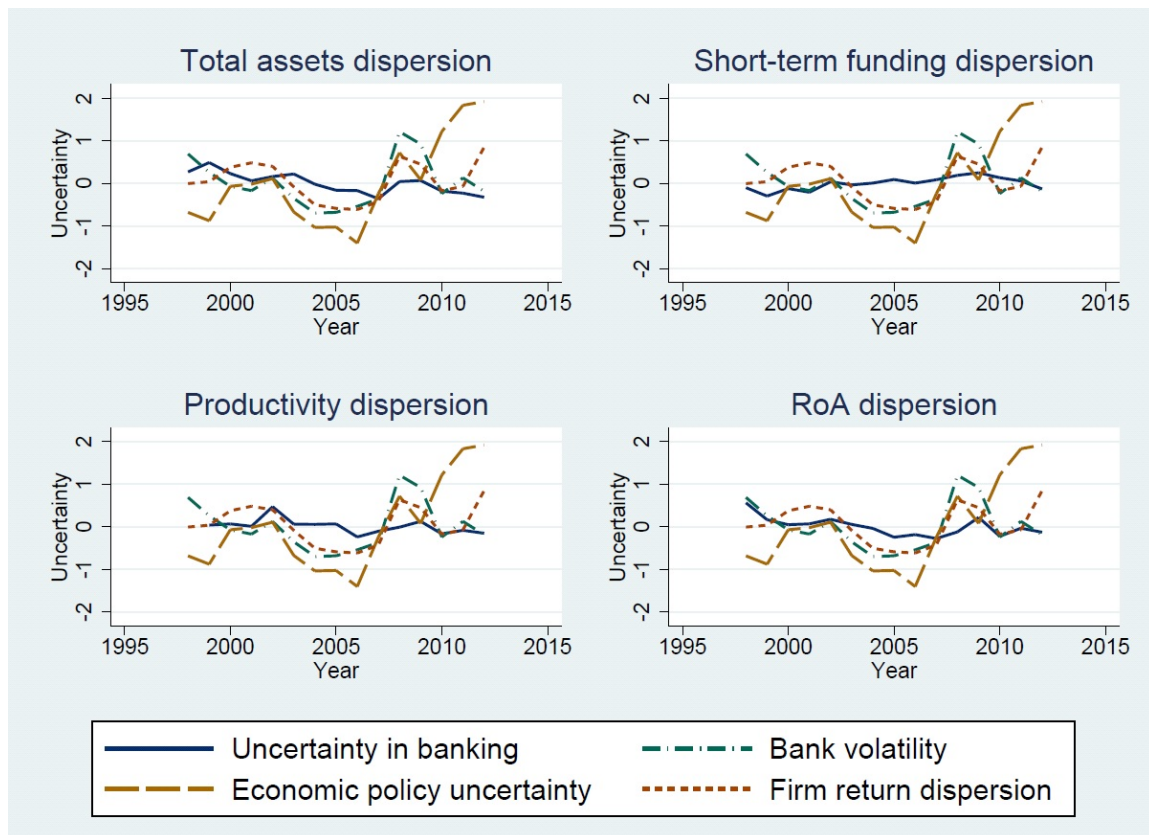 Total assets dispersion
Uncertainty
2
1
0
-1
-2
1995 2000 2005 2010 2015
Year
Short-term funding dispersion
Uncertainty
2
1
0
-1
-2
1995 2000 2005 2010 2015
Year
Productivity dispersion
Uncertainty
2
1
0
-1
-2
1995 2000 2005 2010 2015
Year
RoA dispersion
Uncertainty
2
1
0
-1
-2
1995 2000 2005 2010 2015
Year
Uncertainty in banking
Bank volatility
Economic policy uncertainty
Firm return dispersion